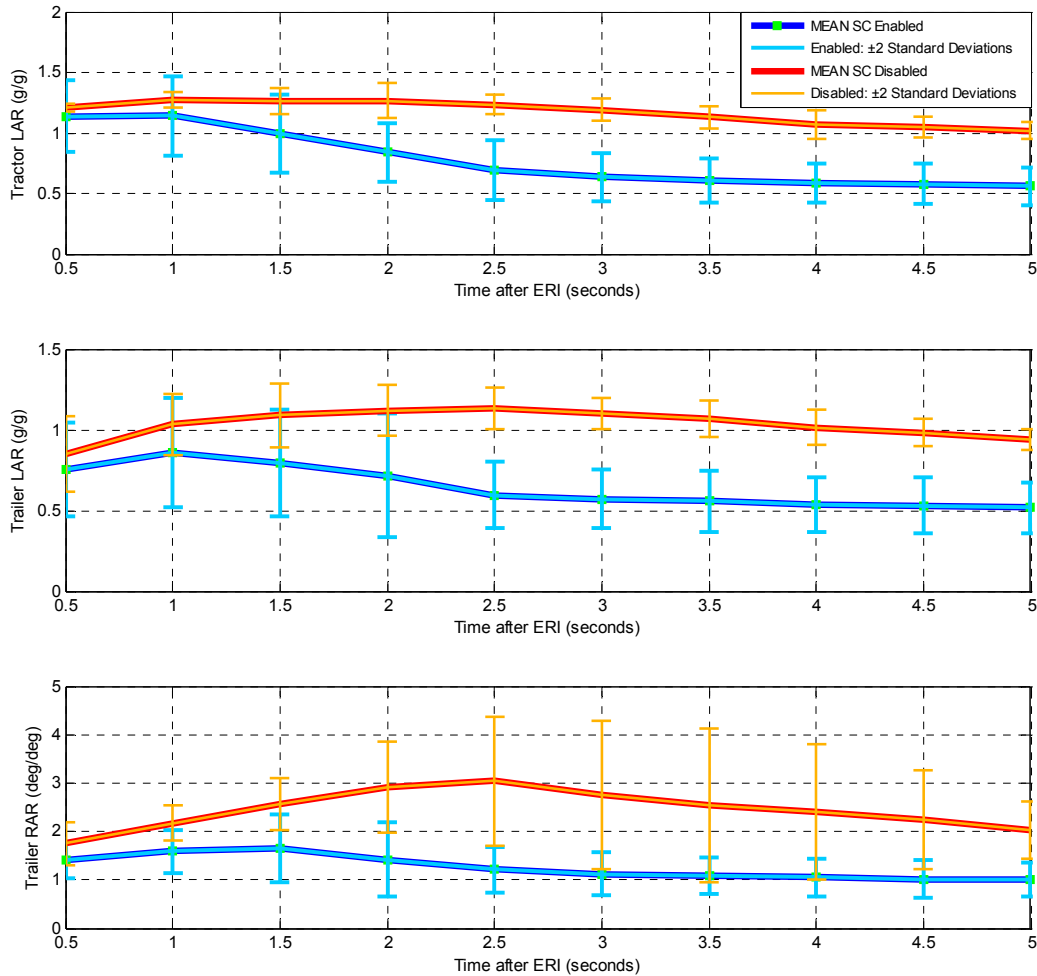 2
MEAN SC Enabled
Enabled: ±2 Standard Deviations
MEAN SC Disabled
Disabled: ±2 Standard Deviations
1.5
1
0.5
0
Tractor LAR (g/g)
0.5 1 1.5 2 2.5 3 3.5 4 4.5 5
Time after ERI (seconds)
1.5
1
0.5
0
Trailer LAR (g/g)
0.5 1 1.5 2 2.5 3 3.5 4 4.5 5
Time after ERI (seconds)
5
4
3
2
1
0
Trailer RAR (deg/deg)
0.5 1 1.5 2 2.5 3 3.5 4 4.5 5
Time after ERI (seconds)